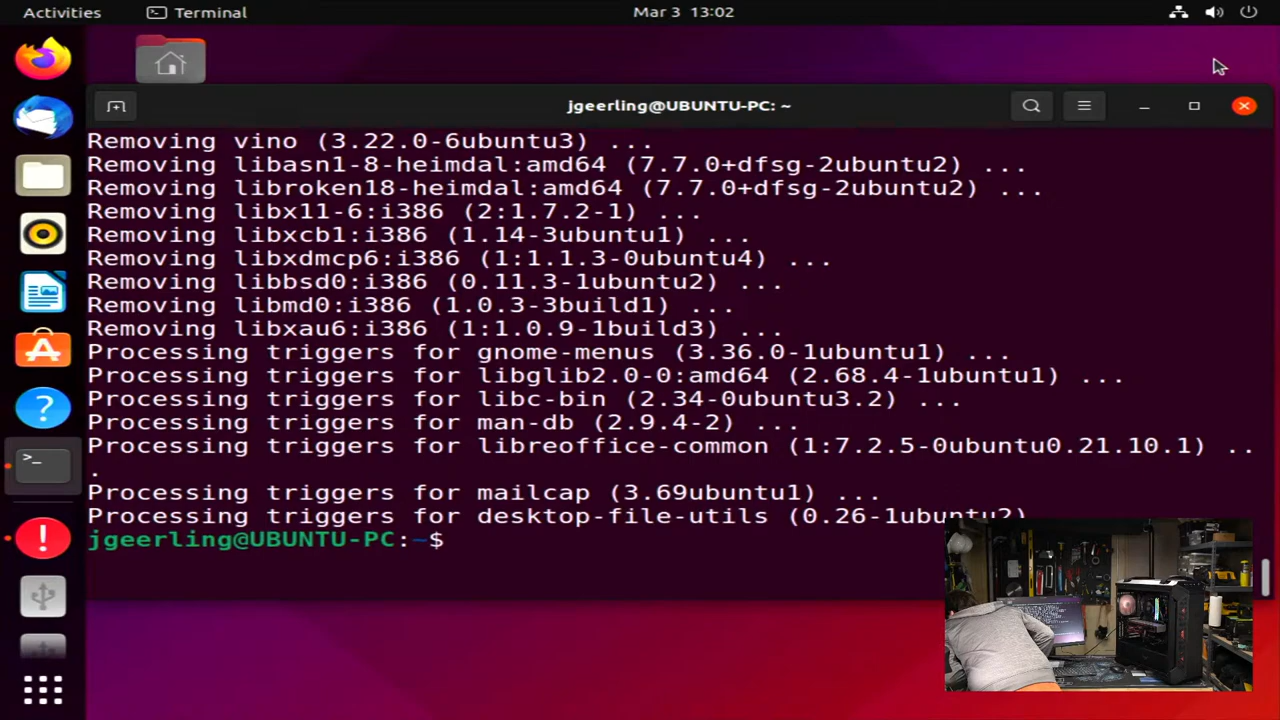 Activities
Terminal
Mar 3 13:02
jgeerling@UBUNTU-PC: ~
Removing vino (3.22.0-6ubuntu3) ...
Removing libasn1-8-heimdal:amd64 (7.7.0+dfsg-2ubuntu2) ...
Removing libroken18-heimdal:amd64 (7.7.0+dfsg-2ubuntu2) ...
Removing libx11-6:i386 (2:1.7.2-1) ...
Removing libxcb1:i386 (1.14-3ubuntu1) ...
Removing libxdmcp6:i386 (1:1.1.3-0ubuntu4) ...
Removing libbsd0:i386 (0.11.3-1ubuntu2) ...
Removing libmd0:i386 (1.0.3-3build1) ...
Removing libxau6:i386 (1:1.0.9-1build3) ...
Processing triggers for gnome-menus (3.36.0-1ubuntu1) ...
Processing triggers for libglib2.0-0:amd64 (2.68.4-1ubuntu1) ...
Processing triggers for libc-bin (2.34-0ubuntu3.2) ...
Processing triggers for man-db (2.9.4-2) ...
Processing triggers for libreoffice-common (1:7.2.5-0ubuntu0.21.10.1) ..
.
Processing triggers for mailcap (3.69ubuntu1) ...
Processing triggers for desktop-file-utils (0.26-1ubuntu2)
jgeerling@UBUNTU-PC:~$